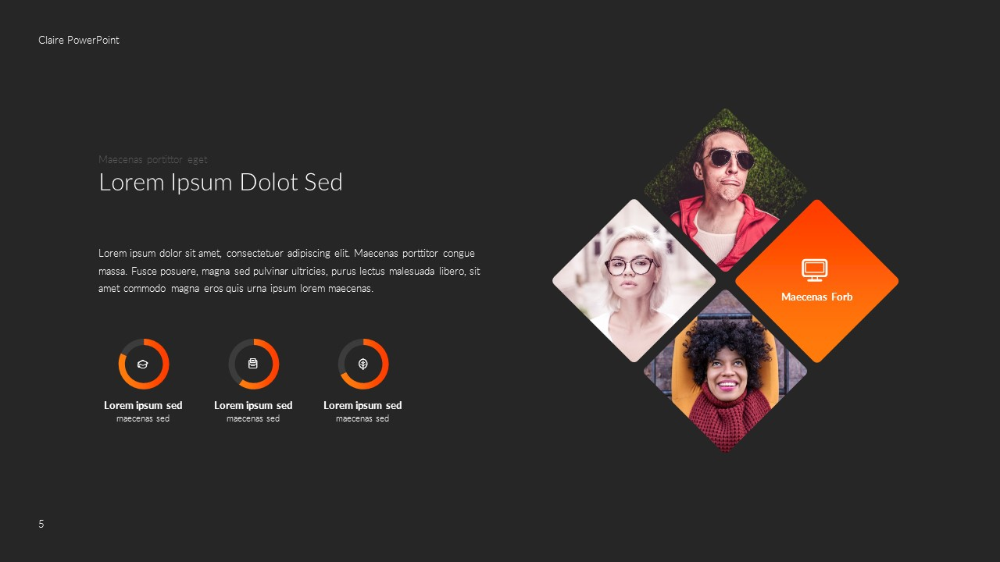 Claire PowerPoint
Maecenas porttitor eget
Lorem Ipsum Dolot Sed
Lorem ipsum dolor sit amet, consectetuer adipiscing elit. Maecenas porttitor congue
massa. Fusce posuere, magna sed pulvinar ultricies, purus lectus malesuada libero, sit
amet commodo magna eros quis urna ipsum lorem maecenas.
Lorem ipsum sed
maecenas sed
Lorem ipsum sed
maecenas sed
Lorem ipsum sed
maecenas sed
Maecenas Forb
5